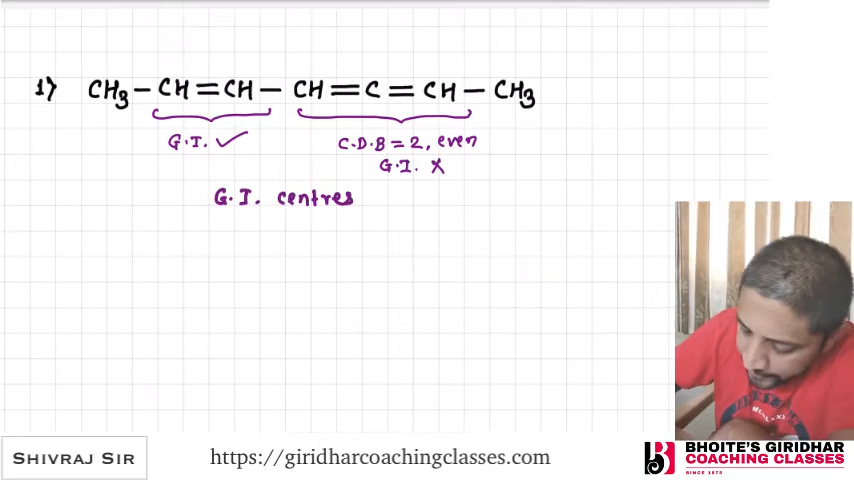 1) CH₃ – CH = CH – CH = C = CH – CH₃
G.I. ✓
C.D.B = 2, even
G.I. ✗
G.I. centres
SHIVRAJ SIR
https://giridharcoachingclasses.com
BHOITE'S GIRIDHAR
COACHING CLASSES
SINCE 1975